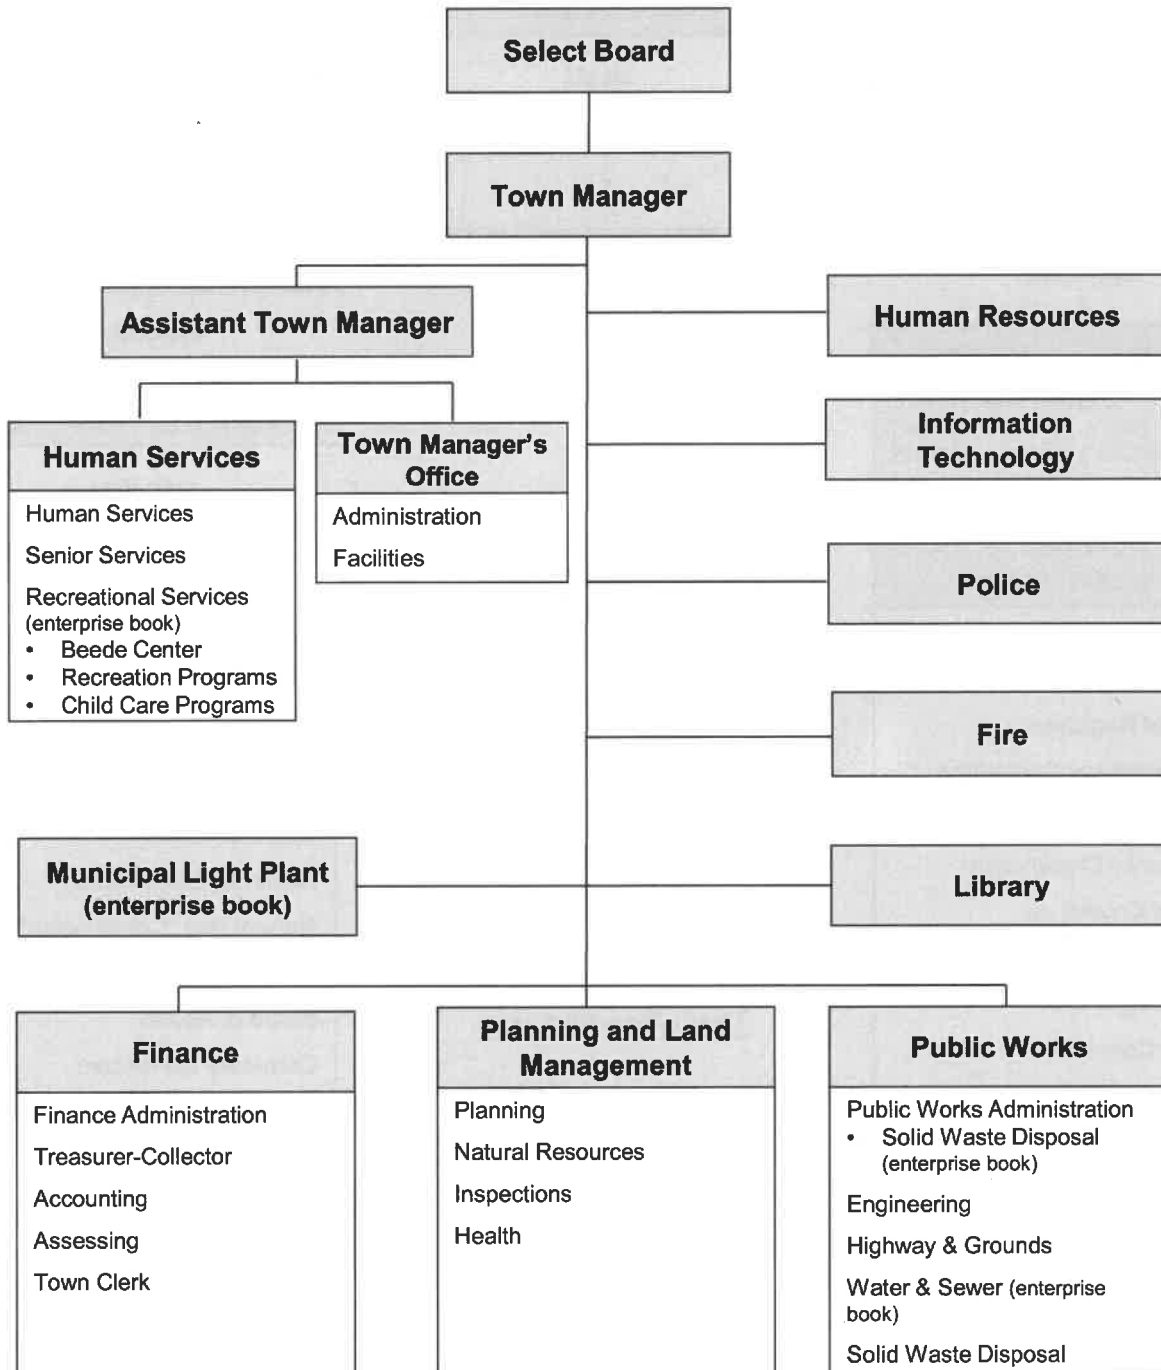 Select Board
Town Manager
Assistant Town Manager
Human Resources
Information
Technology
Human Services
Human Services
Senior Services
Recreational Services
(enterprise book)
• Beede Center
• Recreation Programs
• Child Care Programs
Town Manager's
Office
Administration
Facilities
Police
Fire
Municipal Light Plant
(enterprise book)
Library
Finance
Finance Administration
Treasurer-Collector
Accounting
Assessing
Town Clerk
Planning and Land
Management
Planning
Natural Resources
Inspections
Health
Public Works
Public Works Administration
• Solid Waste Disposal
(enterprise book)
Engineering
Highway & Grounds
Water & Sewer (enterprise
book)
Solid Waste Disposal